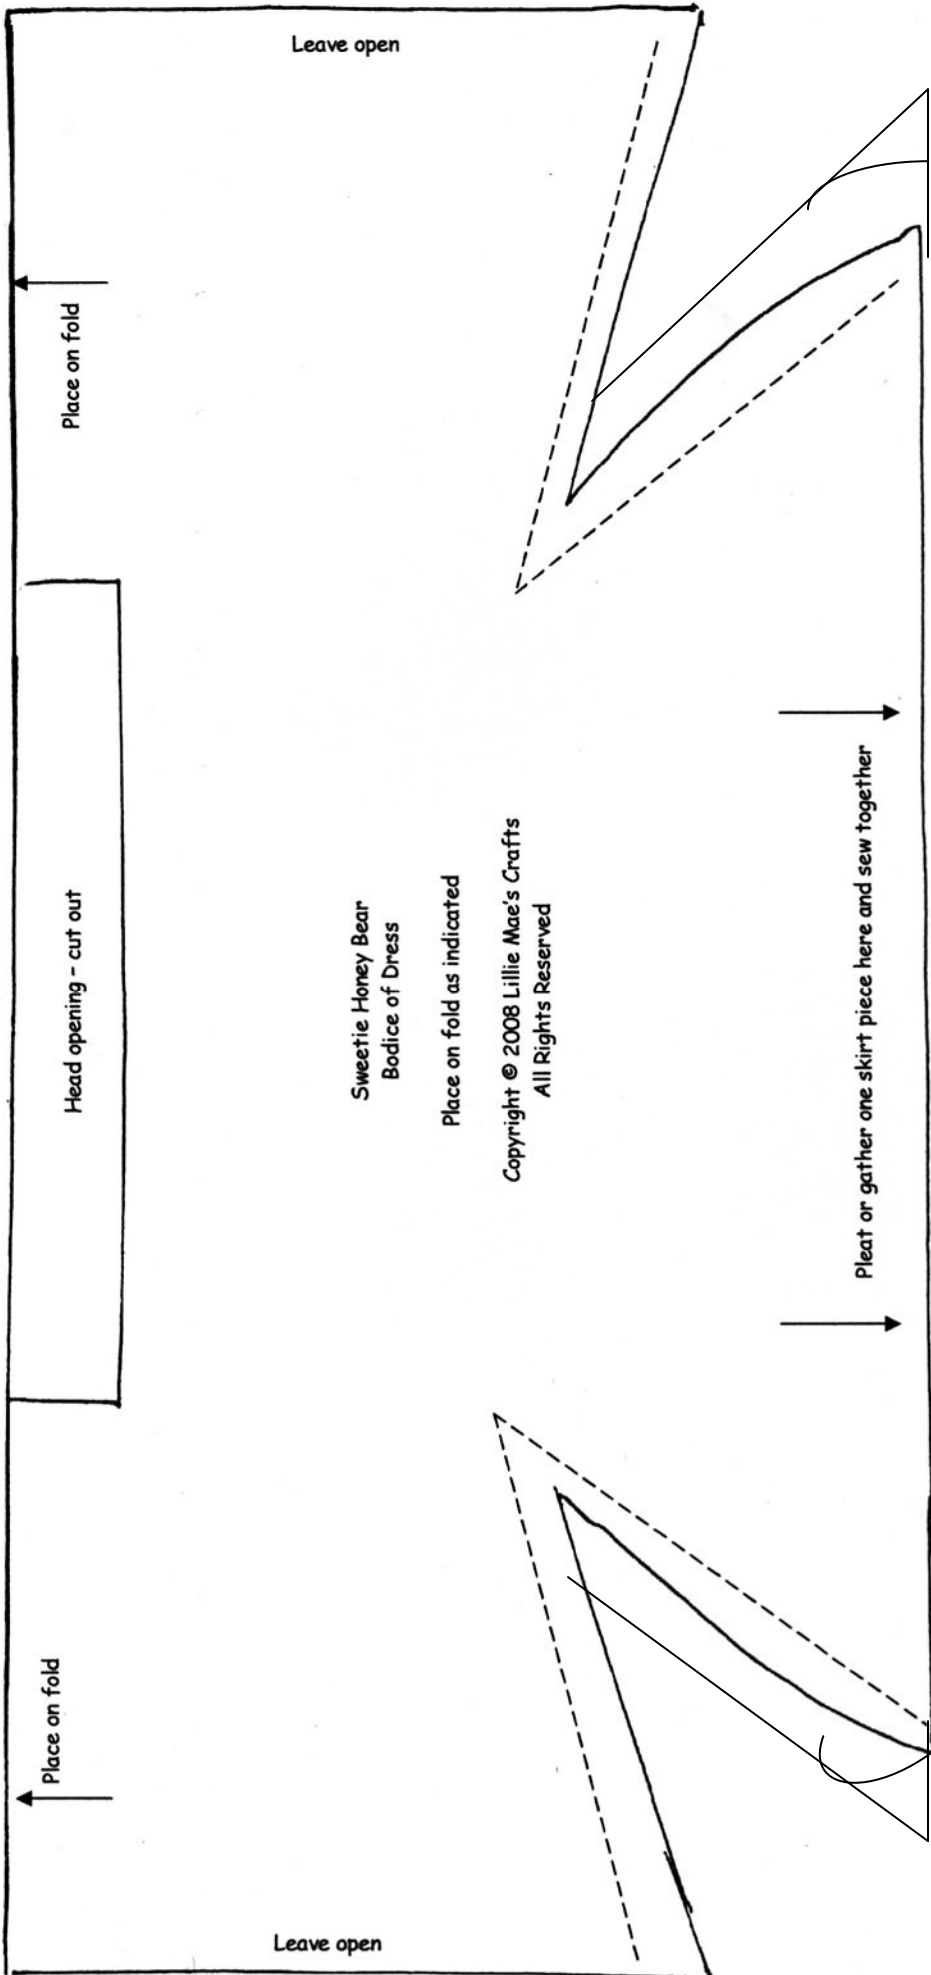 Leave open
Place on fold
Head opening - cut out
Sweetie Honey Bear
Bodice of Dress
Place on fold as indicated
Copyright © 2008 Lillie Mae's Crafts
All Rights Reserved
Pleat or gather one skirt piece here and sew together
Place on fold
Leave open